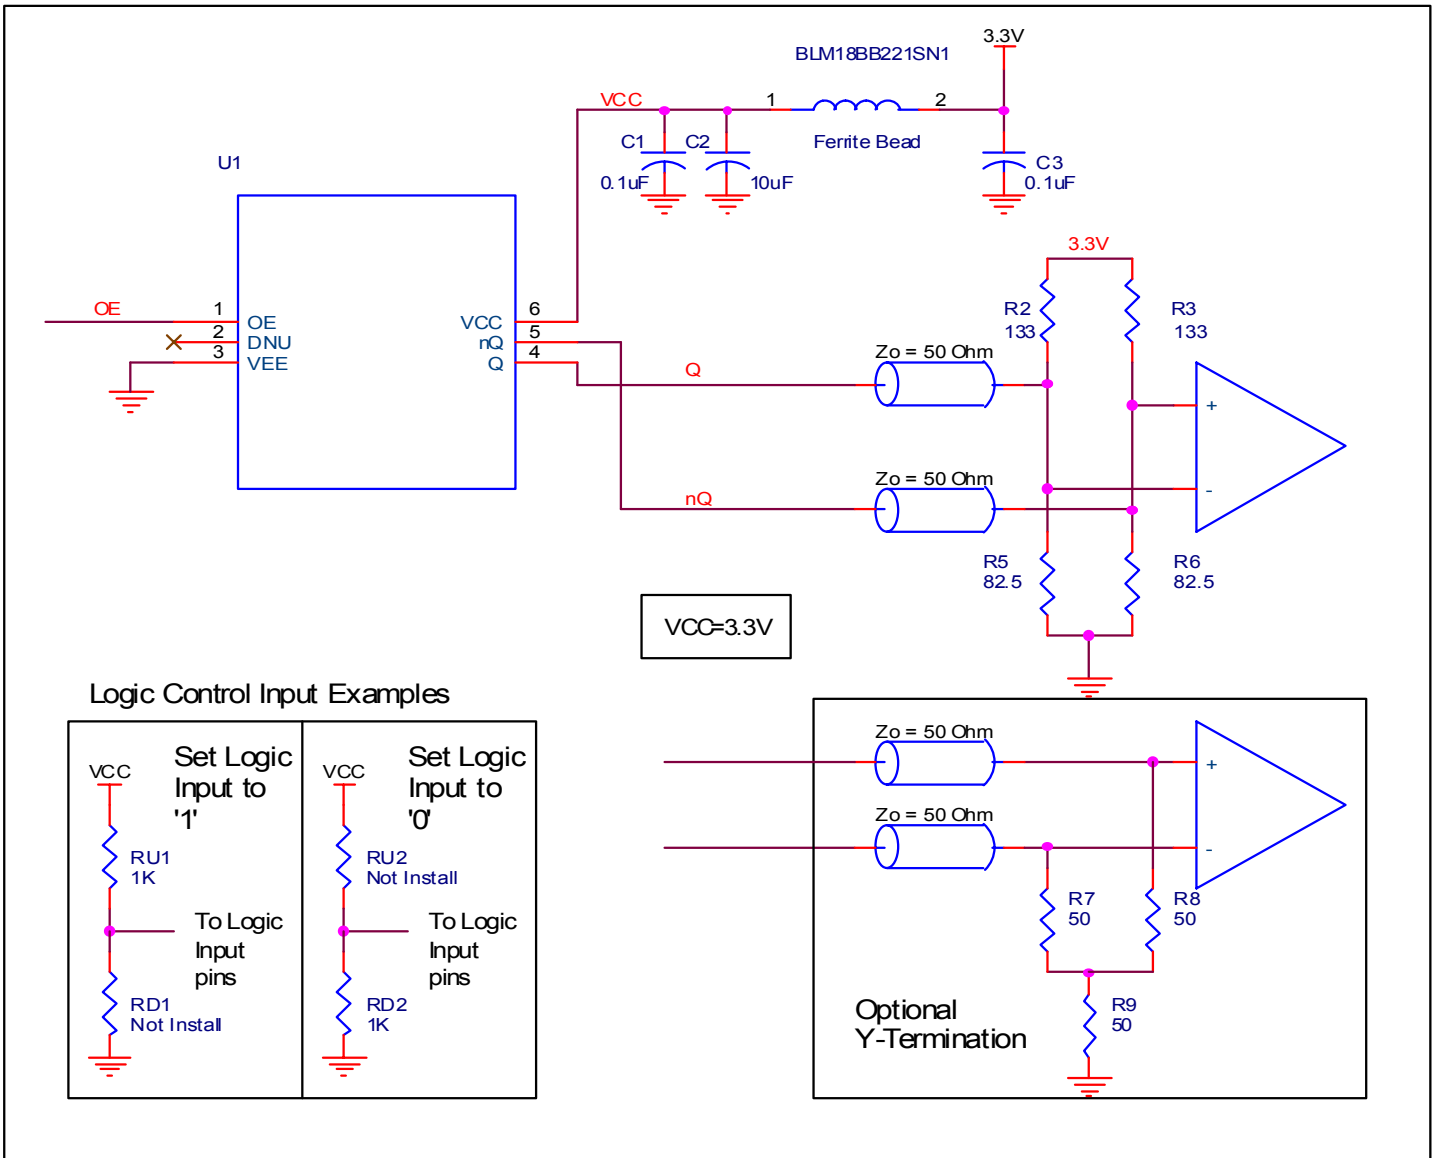 3.3V
BLM18BB221SN1
VCC
1
2
C1
C2
Ferrite Bead
C3
0.1uF
10uF
0.1uF
U1
3.3V
OE
1
OE
2
DNU
3
VEE
VCC
6
nQ
5
Q
4
R2
133
R3
133
Zo = 50 Ohm
Q
+
Zo = 50 Ohm
nQ
-
R5
82.5
R6
82.5
VCC=3.3V
Logic Control Input Examples
VCC
Set Logic
Input to
'1'
RU1
1K
To Logic
Input
pins
RD1
Not Install
VCC
Set Logic
Input to
'0'
RU2
Not Install
To Logic
Input
pins
RD2
1K
Zo = 50 Ohm
+
Zo = 50 Ohm
-
R7
50
R8
50
R9
50
Optional
Y-Termination